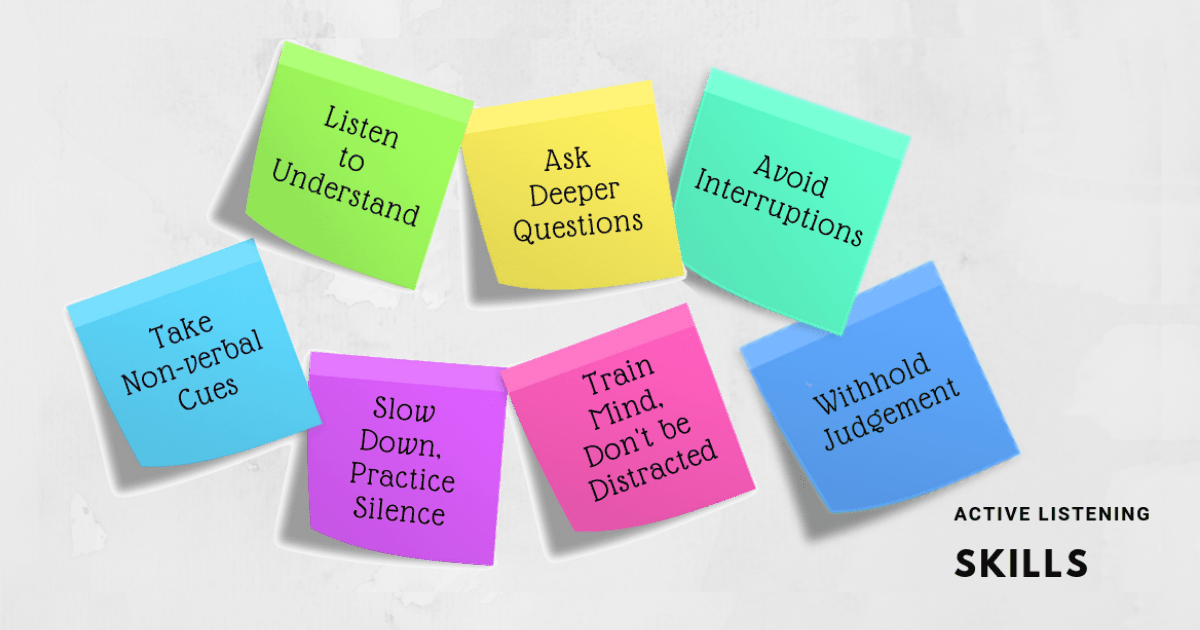 Listen
to
Understand
Ask
Deeper
Questions
Avoid
Interruptions
Take
Non-verbal
Cues
Slow
Down,
Practice
Silence
Train
Mind,
Don't be
Distracted
Withhold
Judgement
ACTIVE LISTENING
SKILLS